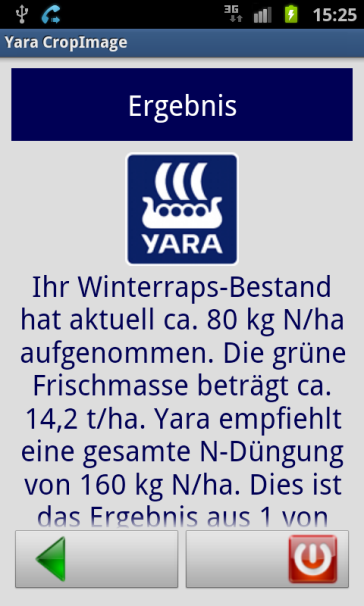 3G
15:25
Yara CropImage
Ergebnis
YARA
Ihr Winterraps-Bestand
hat aktuell ca. 80 kg N/ha
aufgenommen. Die grüne
Frischmasse beträgt ca.
14,2 t/ha. Yara empfiehlt
eine gesamte N-Düngung
von 160 kg N/ha. Dies ist
das Ergebnis aus 1 von